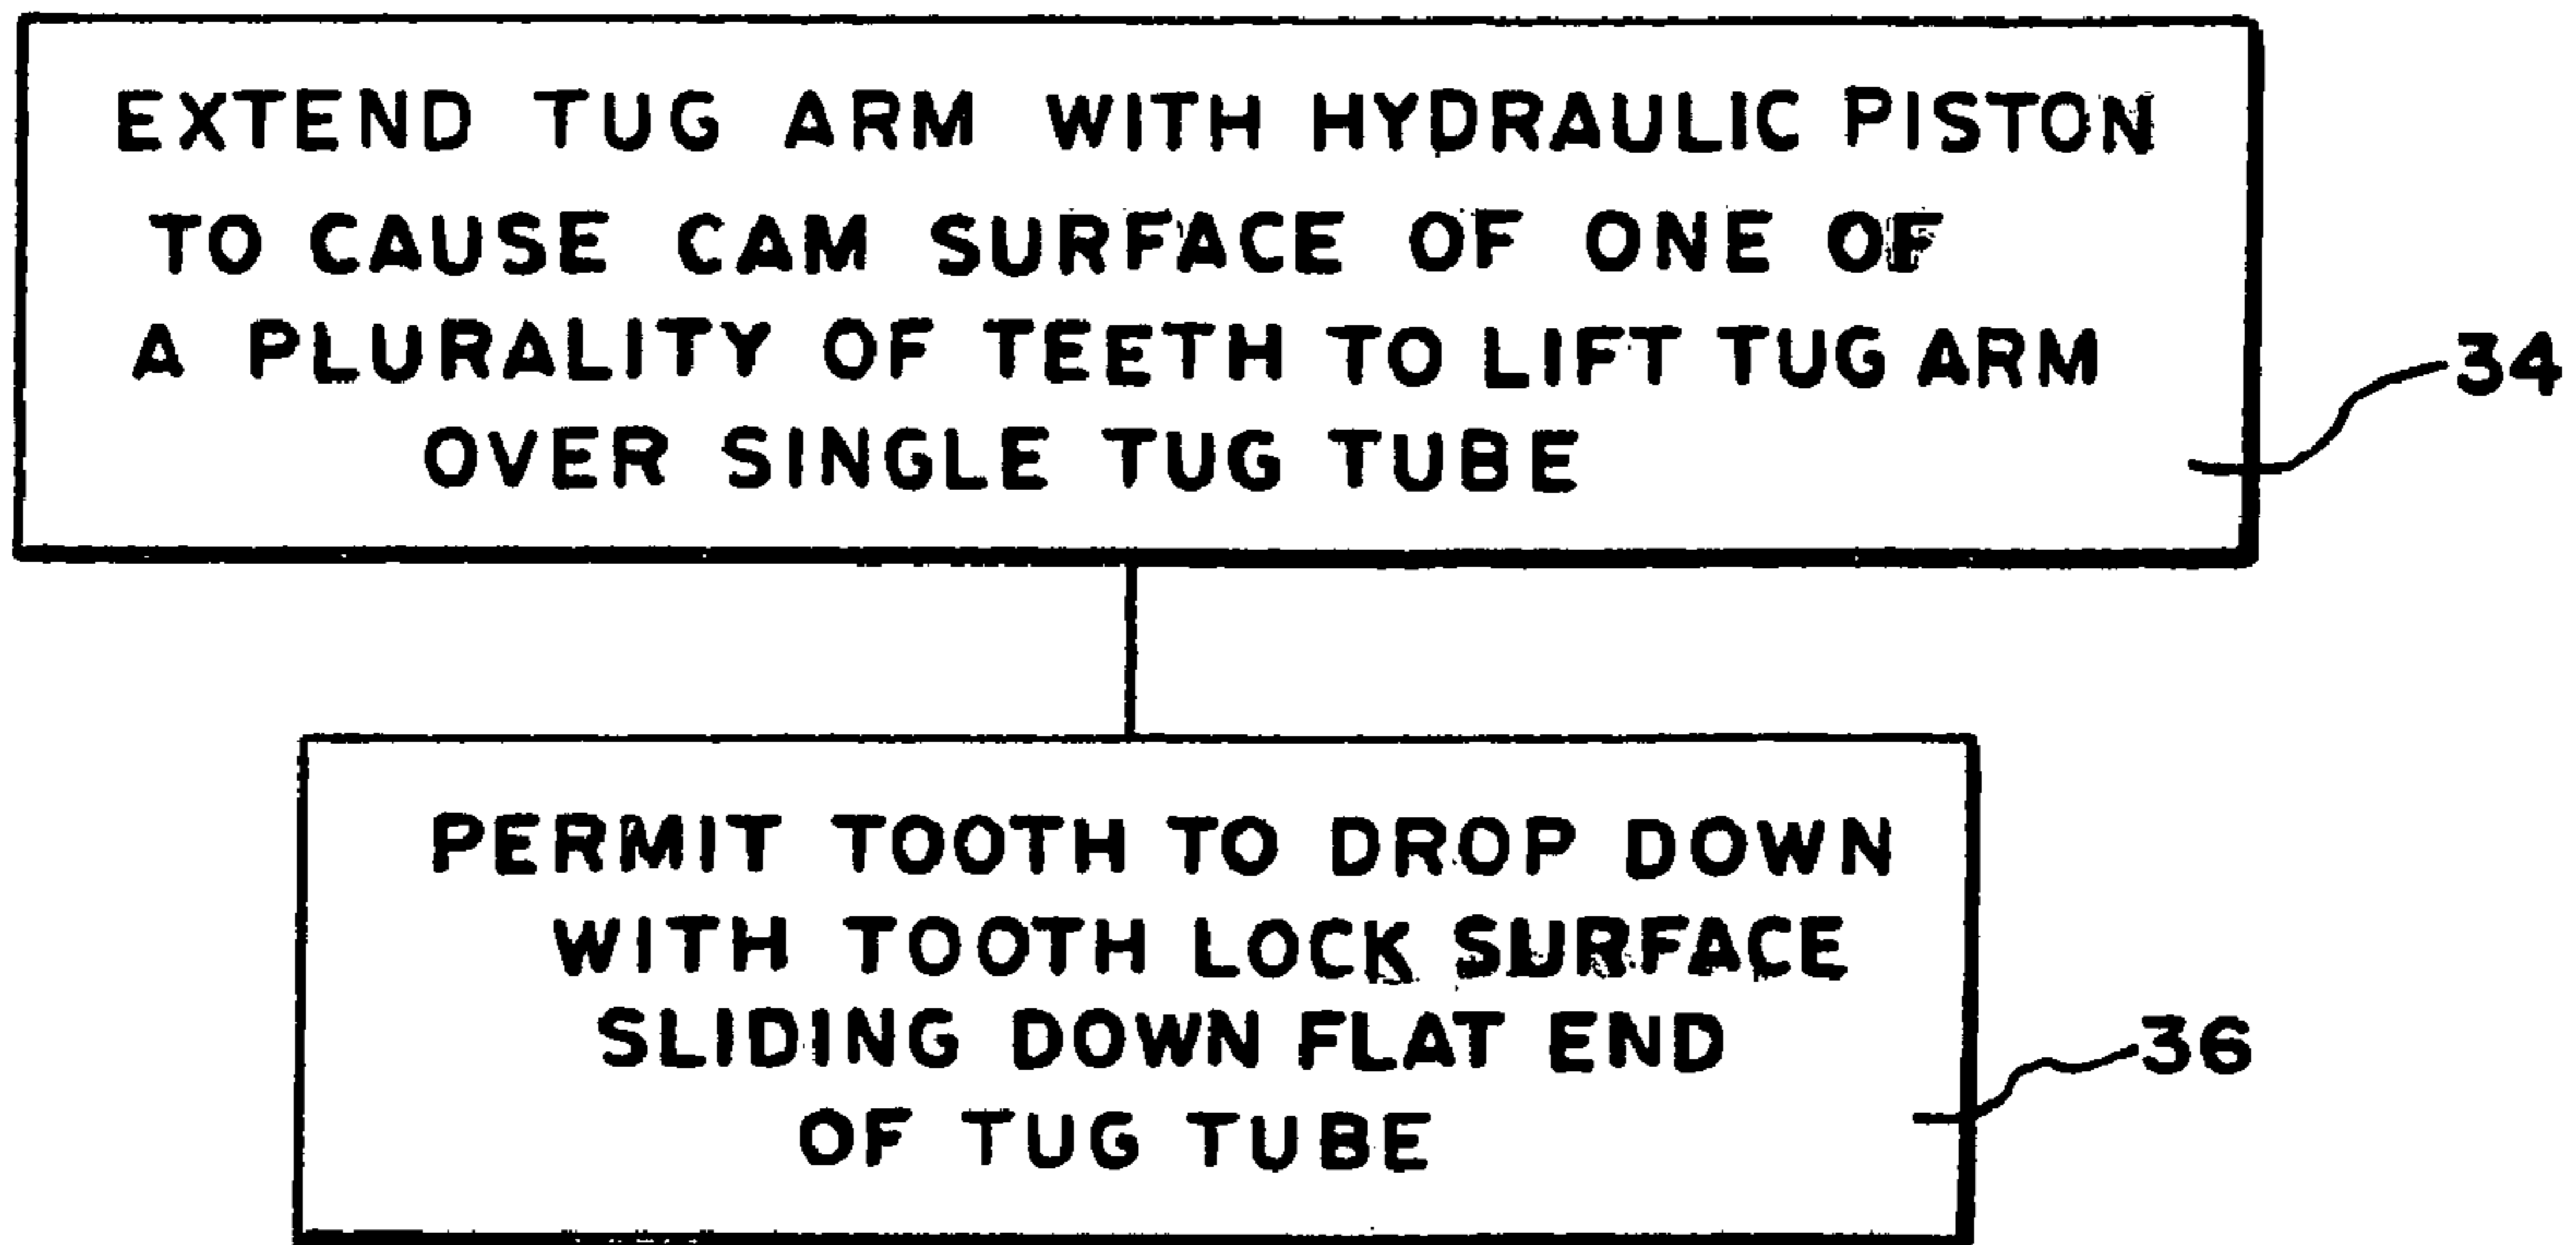 EXTEND TUG ARM WITH HYDRAULIC PISTON
TO CAUSE CAM SURFACE OF ONE OF
A PLURALITY OF TEETH TO LIFT TUG ARM
OVER SINGLE TUG TUBE
34
PERMIT TOOTH TO DROP DOWN
WITH TOOTH LOCK SURFACE
SLIDING DOWN FLAT END
OF TUG TUBE
36